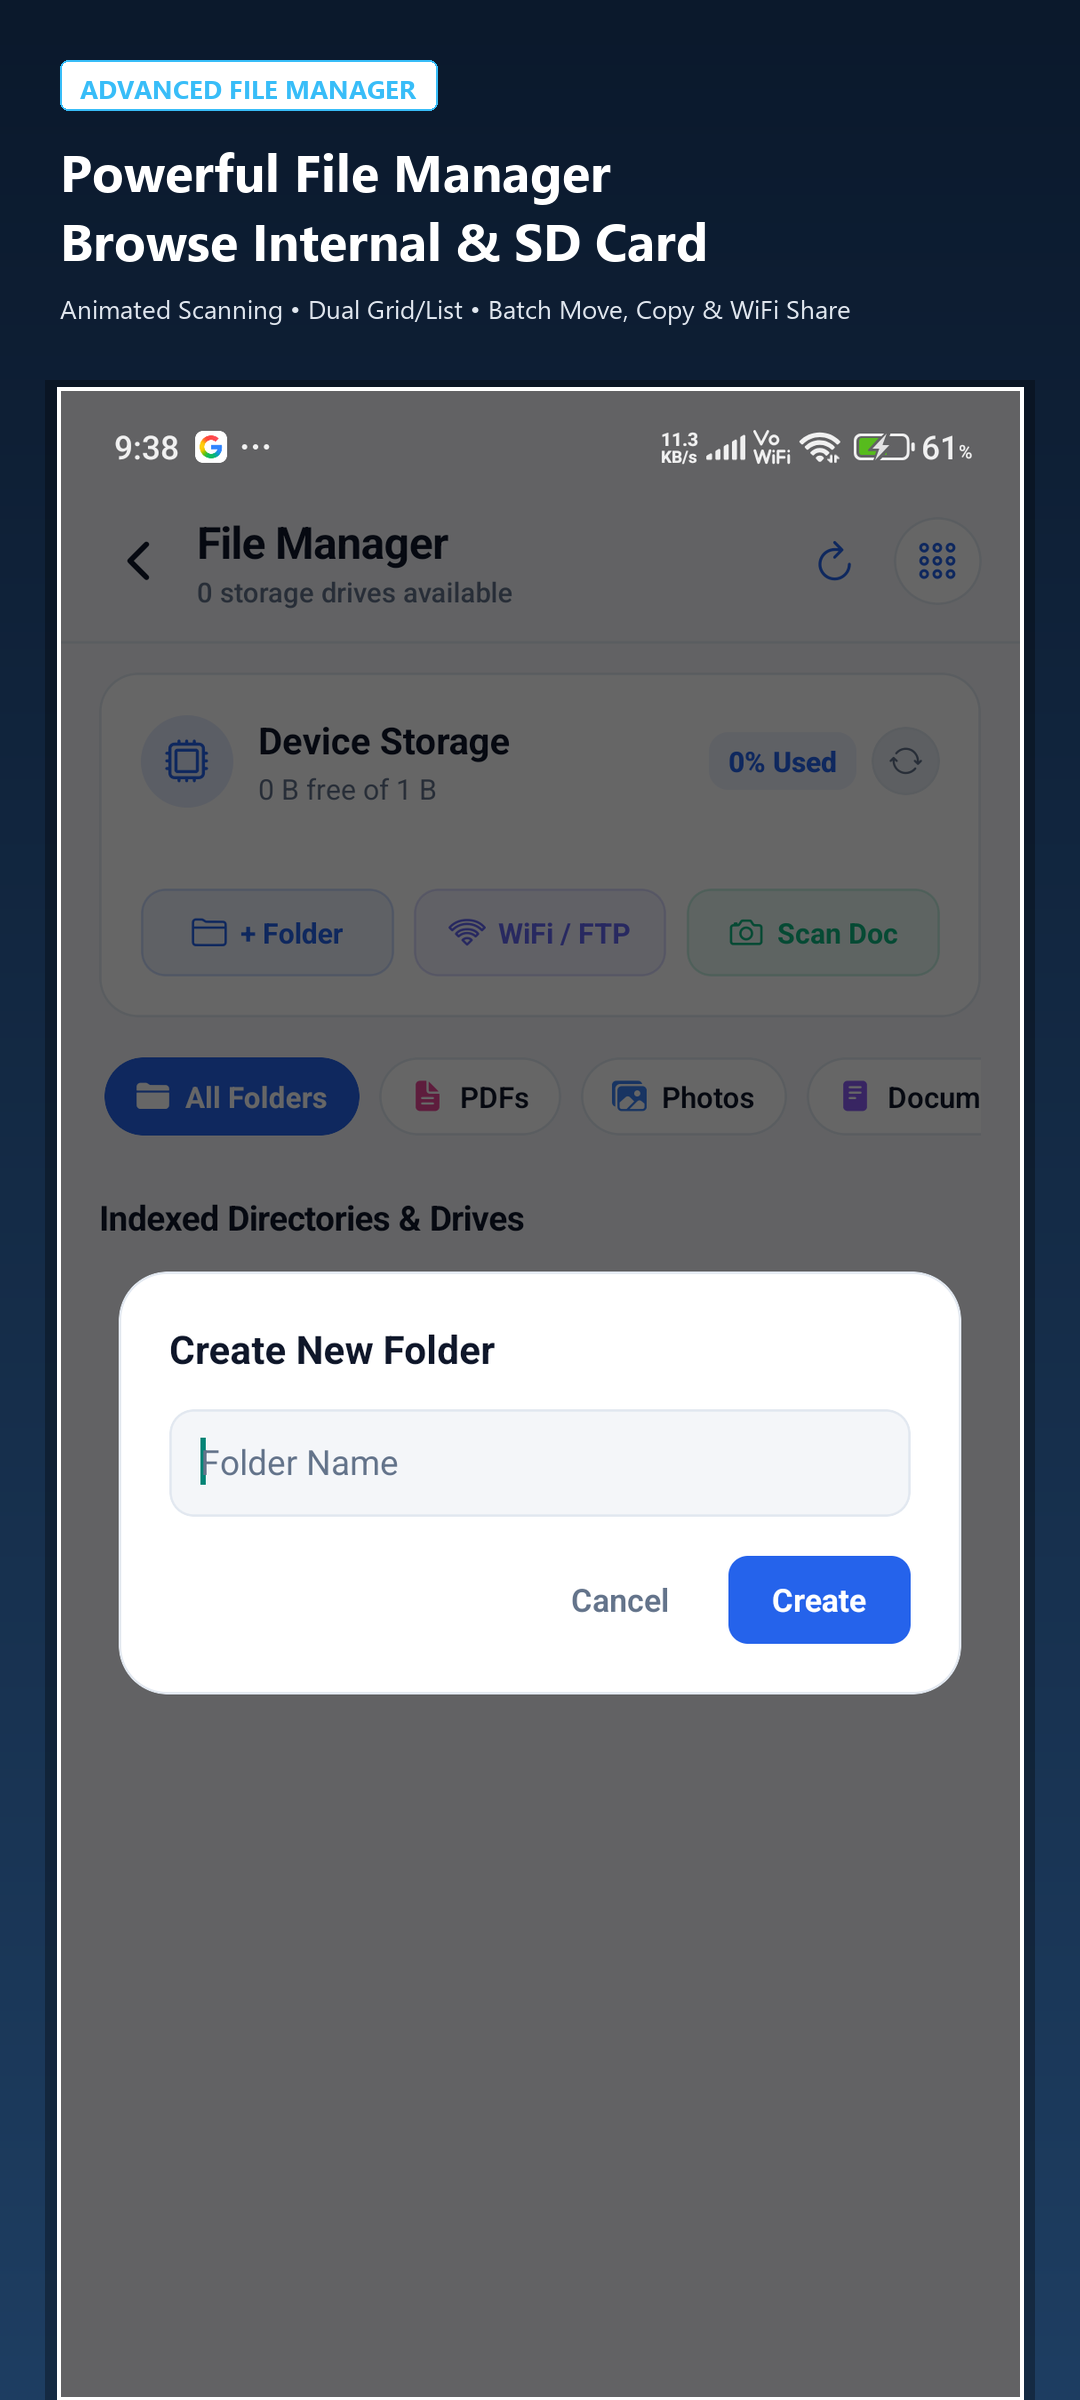 ADVANCED FILE MANAGER
Powerful File Manager
Browse Internal & SD Card
Animated Scanning • Dual Grid/List • Batch Move, Copy & WiFi Share
9:38 G ... 11.3 KB/s Vo WiFi 61%
File Manager
0 storage drives available
Device Storage
0 B free of 1 B
0% Used
+ Folder
WiFi / FTP
Scan Doc
All Folders
PDFs
Photos
Docum
Indexed Directories & Drives
Create New Folder
Folder Name
Cancel
Create